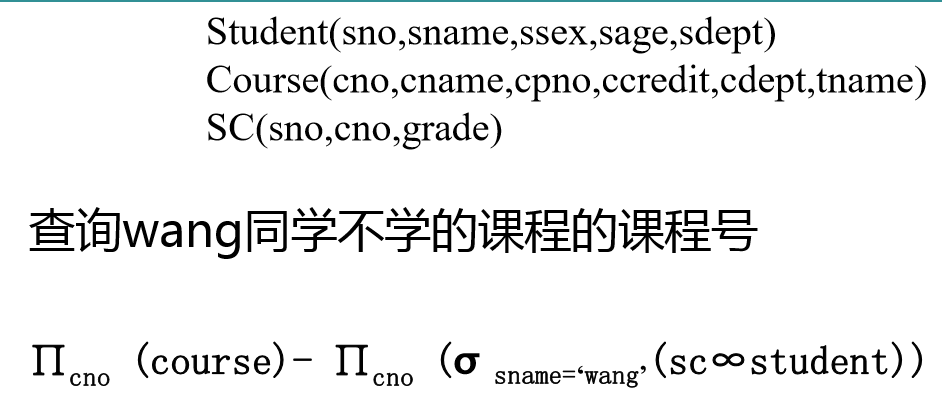 Student(sno,sname,ssex,sage,sdept)
Course(cno,cname,cpno,ccredit,cdept,tname)
SC(sno,cno,grade)
查询wang同学不学的课程的课程号
∏cno (course)- ∏cno (σ sname=‘wang’(sc∞student))